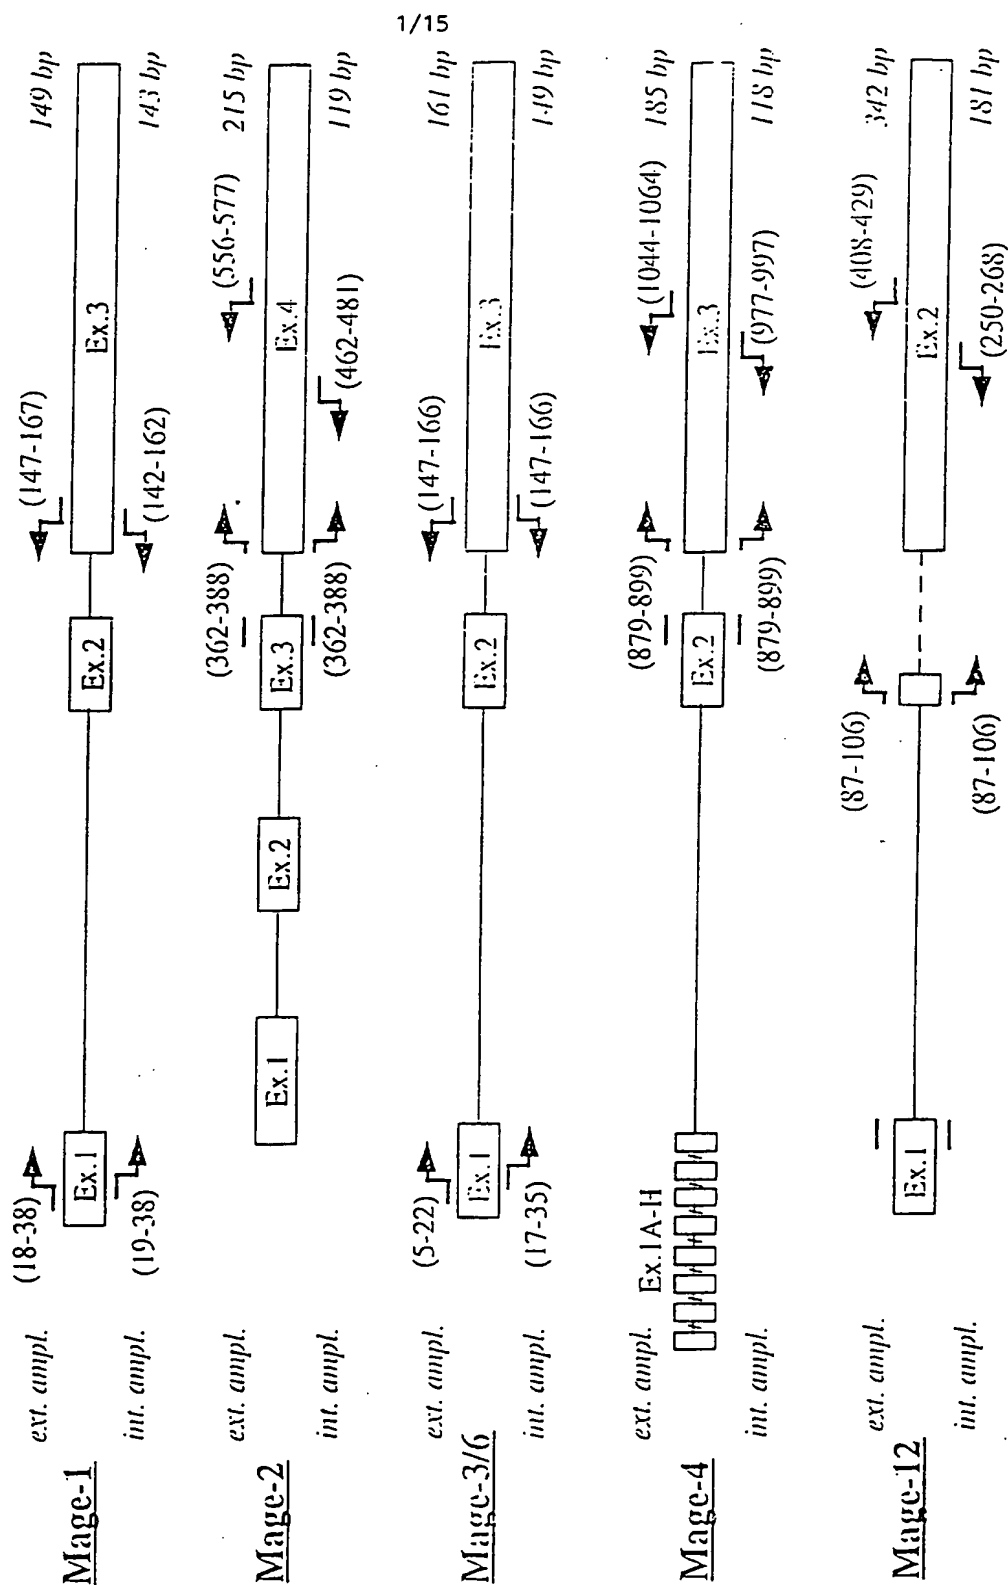 1/15
Mage-1
ext. ampl. (18-38) (147-167) 149 bp
Ex.1 Ex.2 Ex.3
int. ampl. (19-38) (142-162) 143 bp
Mage-2
ext. ampl. (362-388) (556-577) 215 bp
Ex.1 Ex.2 Ex.3 Ex.4
int. ampl. (362-388) (462-481) 119 bp
Mage-3/6
ext. ampl. (5-22) (147-166) 161 bp
Ex.1 Ex.2 Ex.3
int. ampl. (17-35) (147-166) 149 bp
Mage-4
ext. ampl. (879-899) (1044-1064) 185 bp
Ex.1A-H Ex.2 Ex.3
int. ampl. (879-899) (977-997) 118 bp
Mage-12
ext. ampl. (87-106) (408-429) 342 bp
Ex.1 Ex.2
int. ampl. (87-106) (250-268) 181 bp